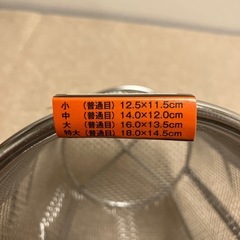 小 (普通目) 12.5×11.5cm
中 (普通目) 14.0×12.0cm
大 (普通目) 16.0×13.5cm
特大 (普通目) 18.0×14.5cm